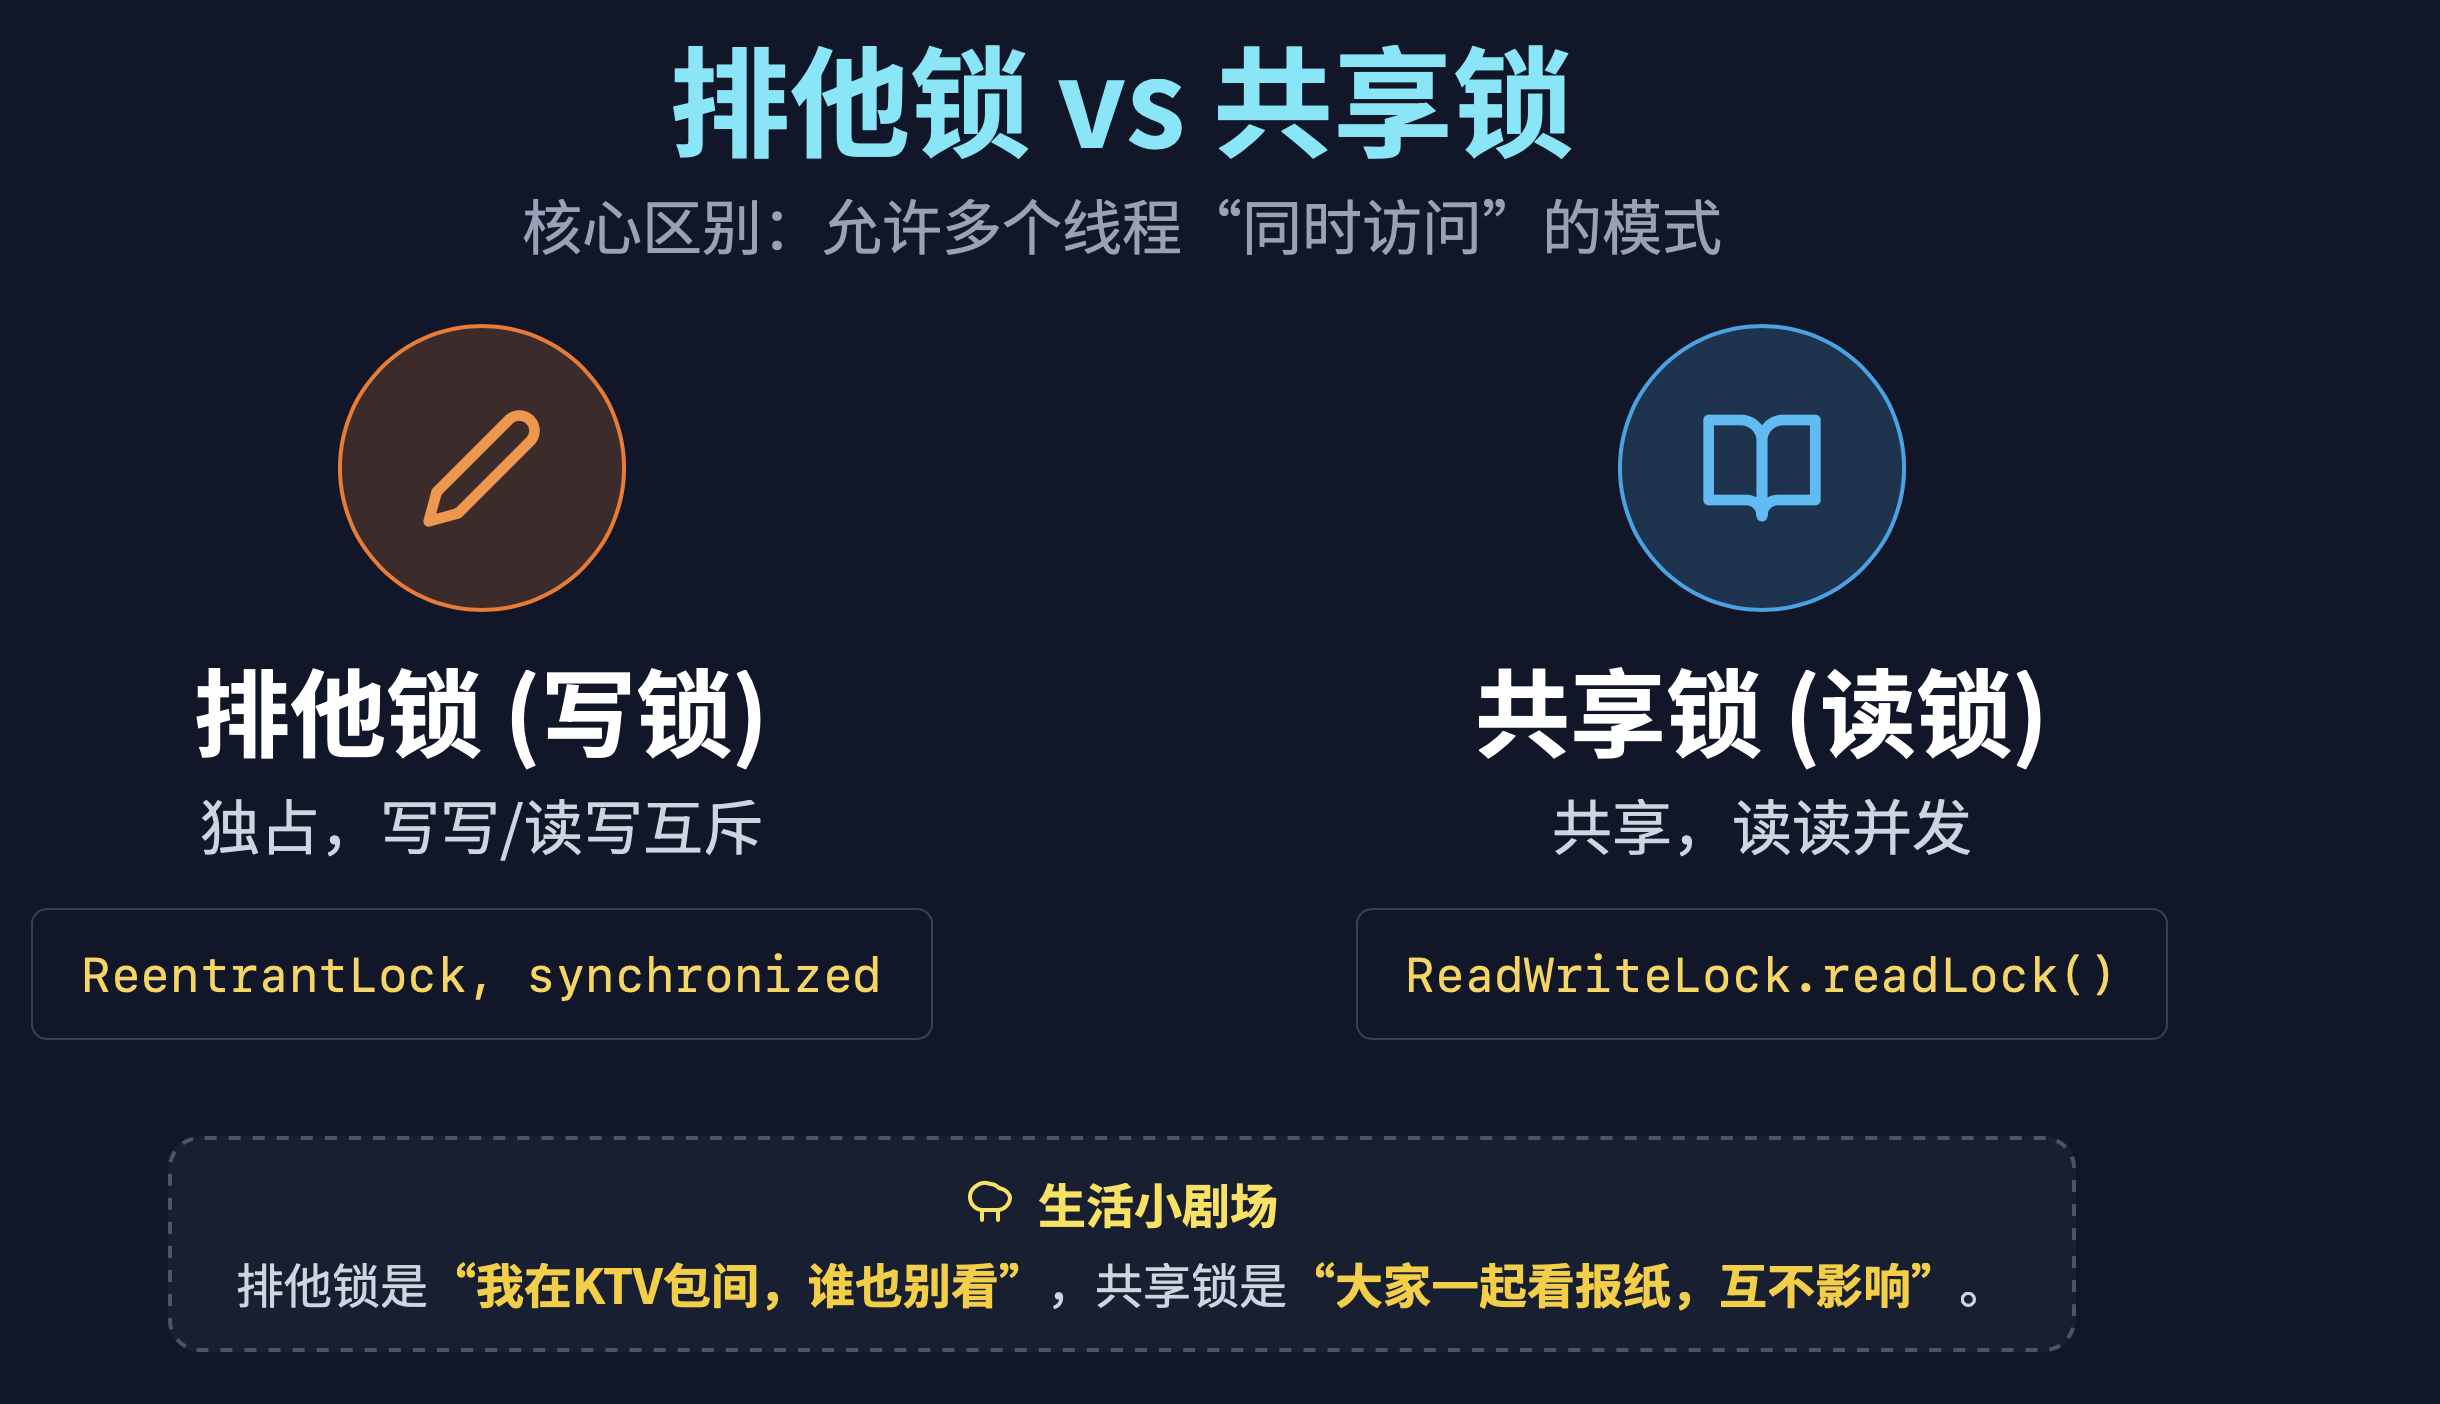 排他锁 vs 共享锁
核心区别：允许多个线程“同时访问”的模式
排他锁 (写锁)
独占，写写/读写互斥
ReentrantLock, synchronized
共享锁 (读锁)
共享，读读并发
ReadWriteLock.readLock()
生活小剧场
排他锁是“我在KTV包间，谁也别看”，共享锁是“大家一起看报纸，互不影响”。